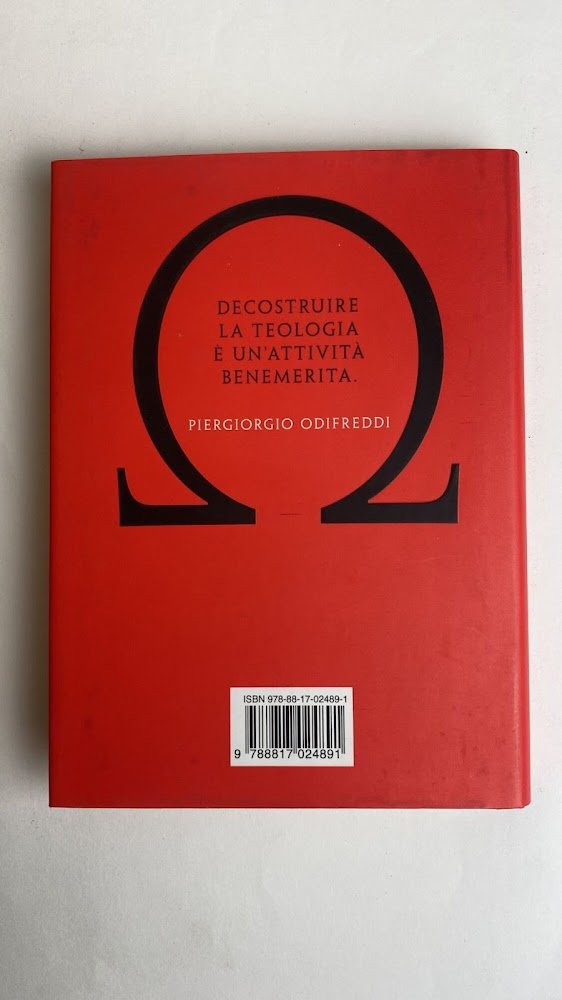 Ω
DECOSTRUIRE
LA TEOLOGIA
È UN'ATTIVITÀ
BENEMERITA.
PIERGIORGIO ODIFREDDI
ISBN 978-88-17-02489-1
9 788817 024891